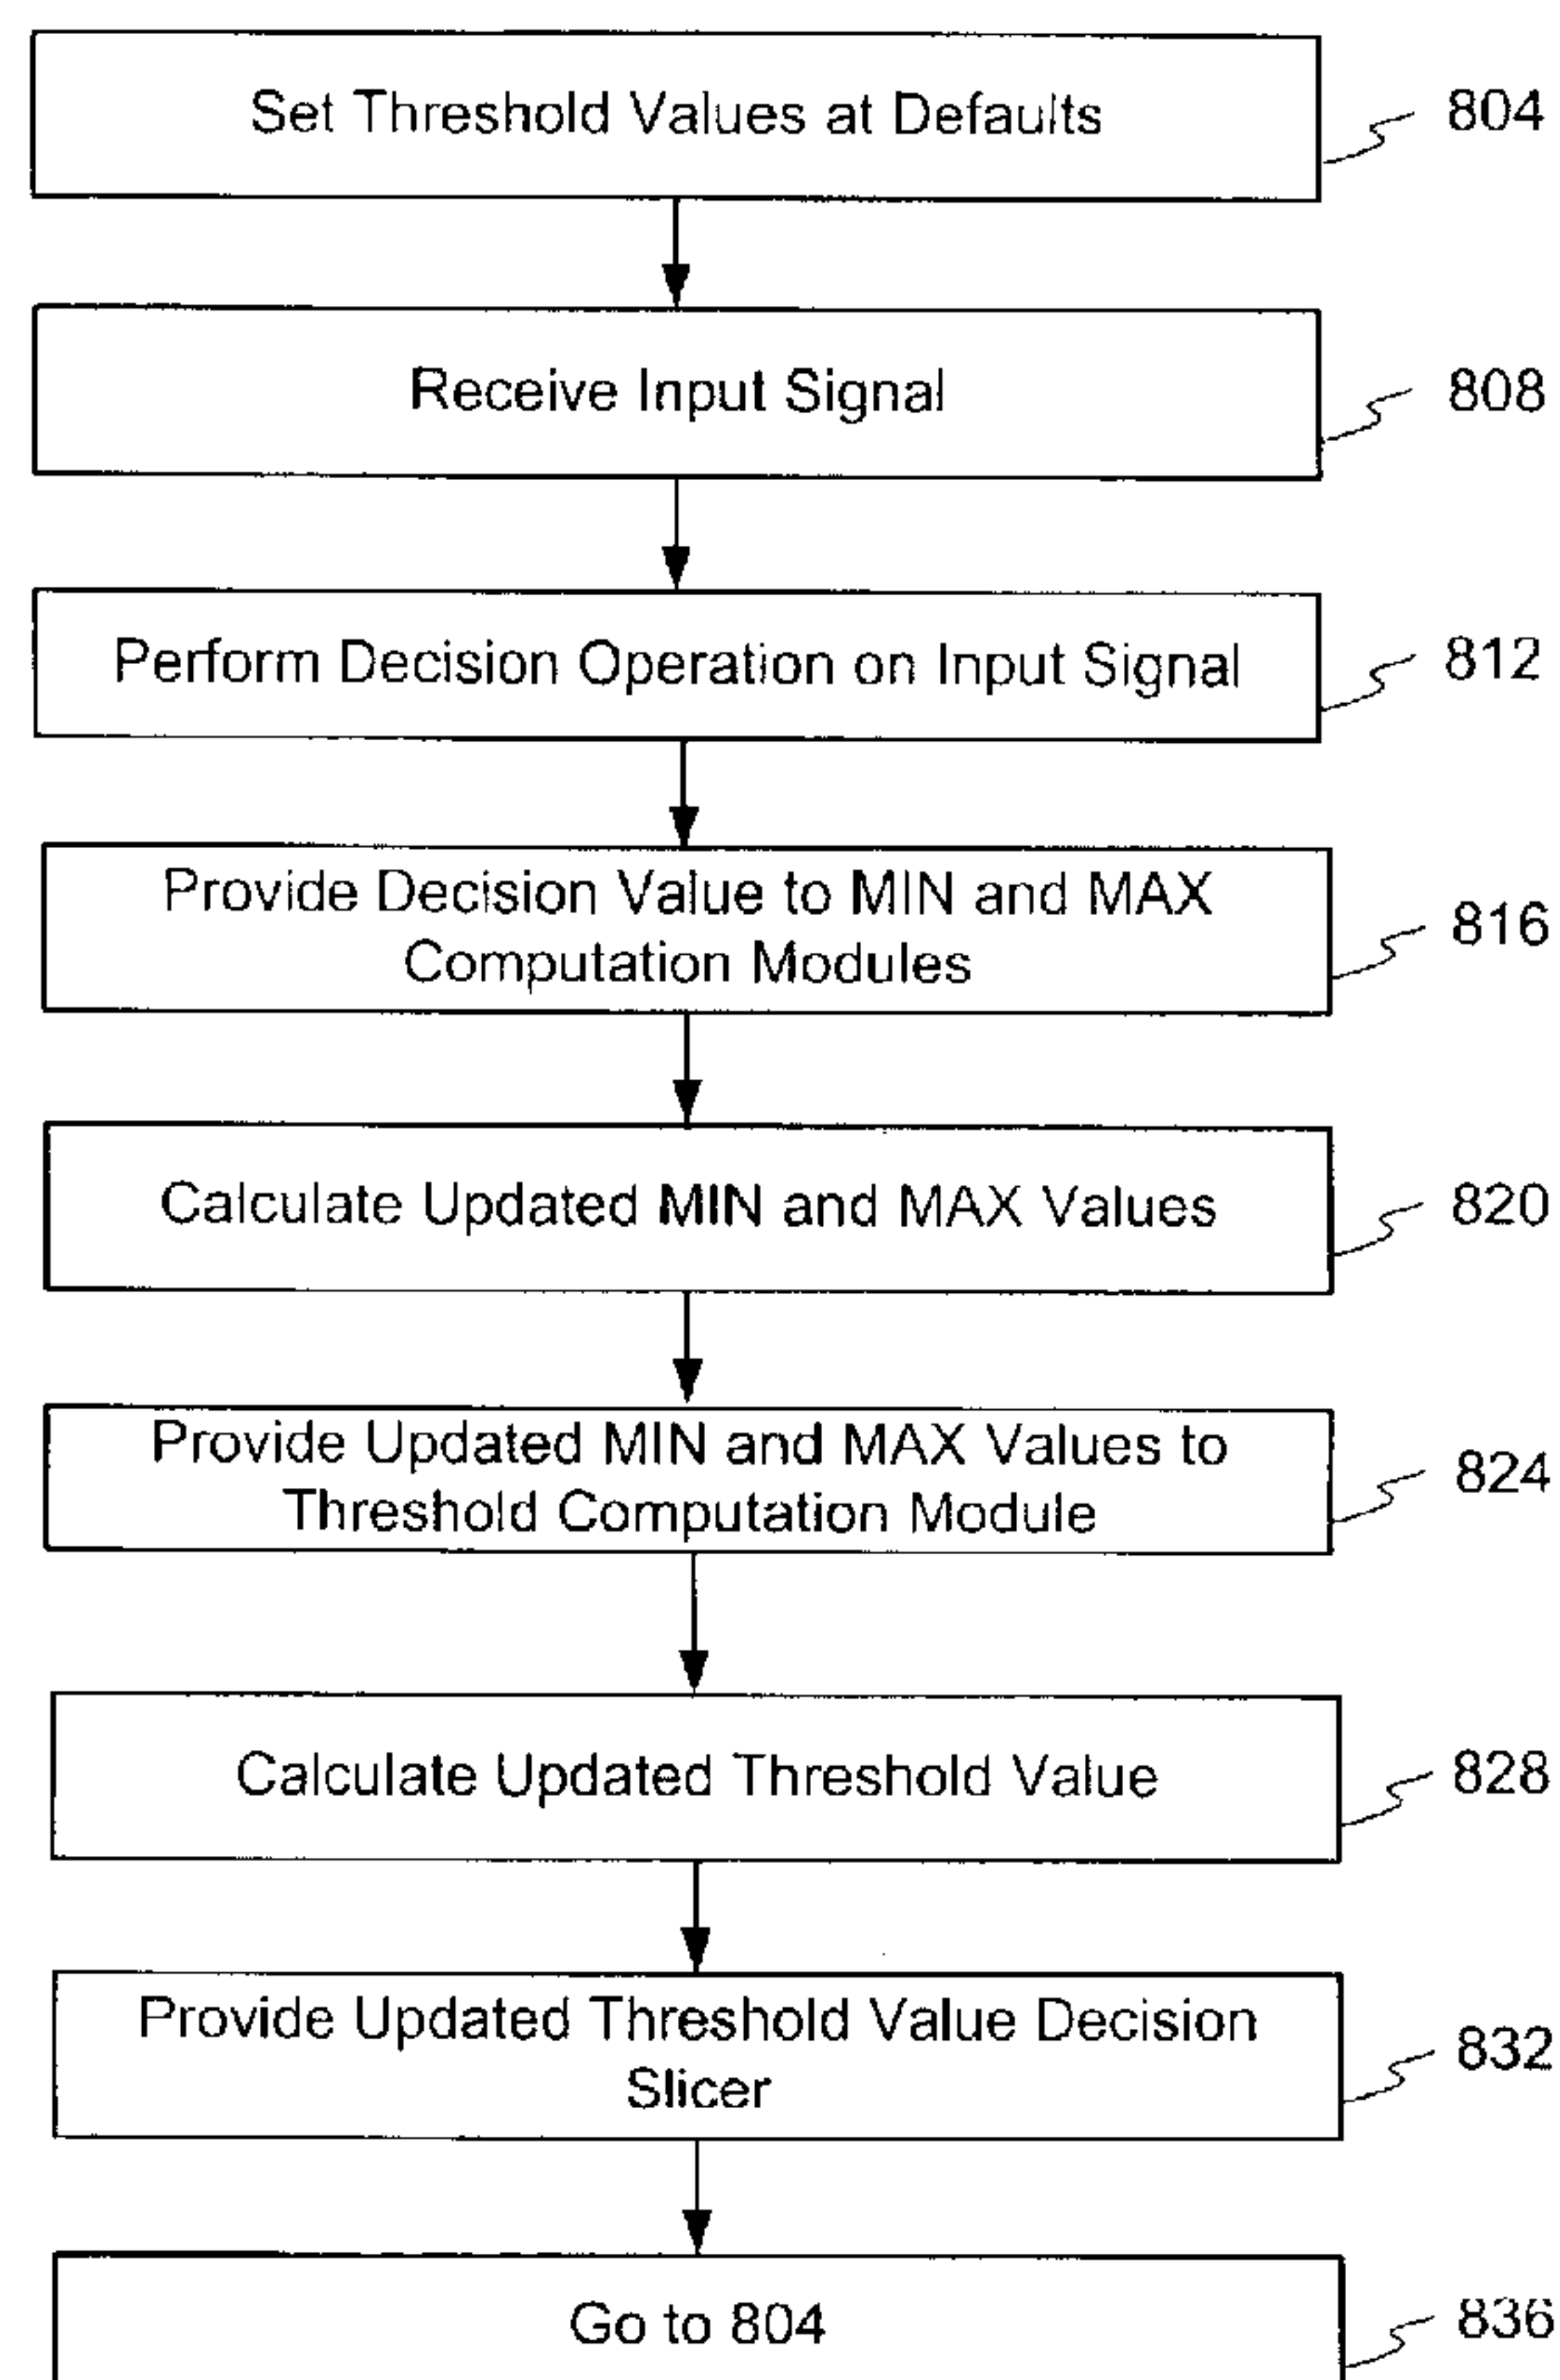 Set Threshold Values at Defaults
804
Receive Input Signal
808
Perform Decision Operation on Input Signal
812
Provide Decision Value to MIN and MAX
Computation Modules
816
Calculate Updated MIN and MAX Values
820
Provide Updated MIN and MAX Values to
Threshold Computation Module
824
Calculate Updated Threshold Value
828
Provide Updated Threshold Value Decision
Slicer
832
Go to 804
836